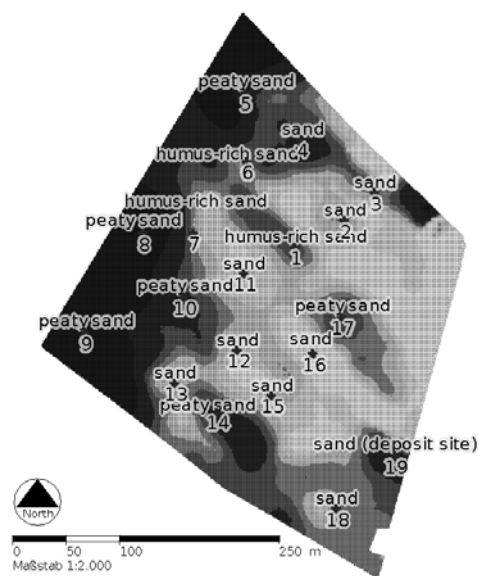 peaty sand
5
sand
4
humus-rich sand
6
sand
3
humus-rich sand
sand
2
peaty sand
8
7
humus-rich sand
1
sand
11
peaty sand
10
peaty sand
17
peaty sand
9
sand
12
sand
16
sand
13
sand
15
peaty sand
14
sand (deposit site)
19
sand
18
North
0 50 100 250 m
Maßstab 1:2.000